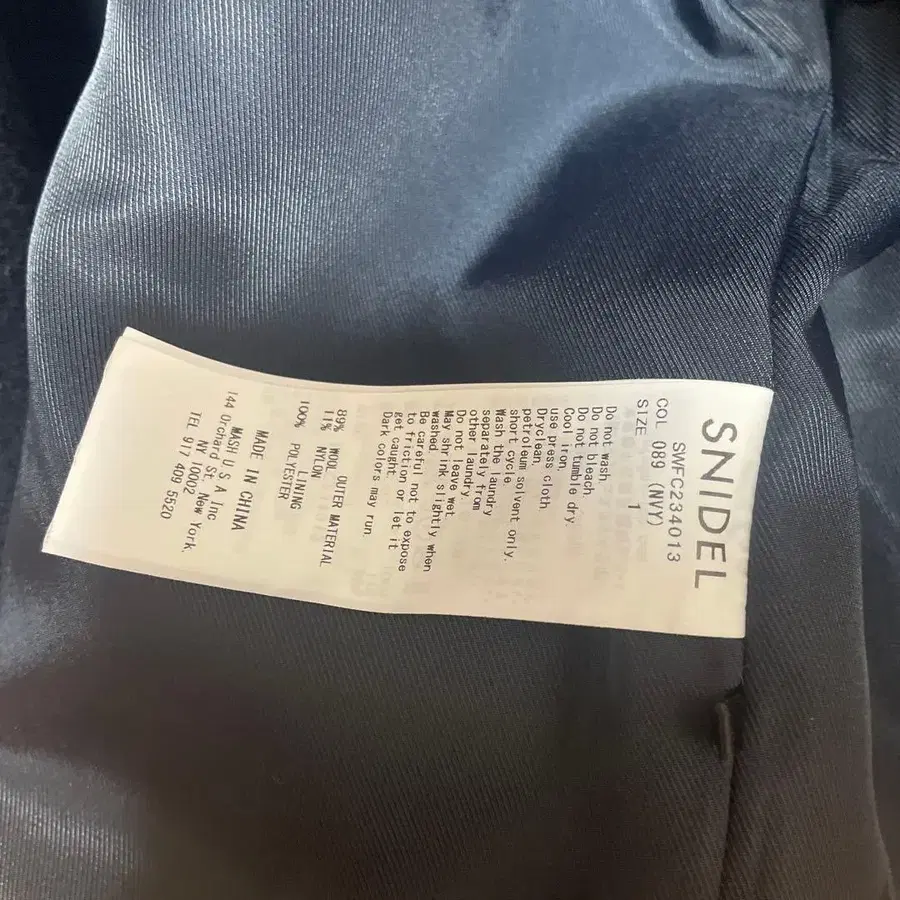 SNIDEL
SWFC234013
COL 089 (NVY)
SIZE 1
Do not wash
Do not bleach.
Do not tumble dry.
Cool iron.
use press cloth
Dryclean.
petroleum solvent only.
short cycle.
Wash the laundry
separately from
other laundry.
Do not leave wet.
May shrink slightly when
washed.
Be careful not to expose
to friction or let it
get caught.
Dark colors may run.
OUTER MATERIAL
89% WOOL
11% NYLON
LINING
100% POLYESTER
MADE IN CHINA
MASH U S A, Inc
144 Orchard St, New York,
NY 10002
TEL 917 409 5520